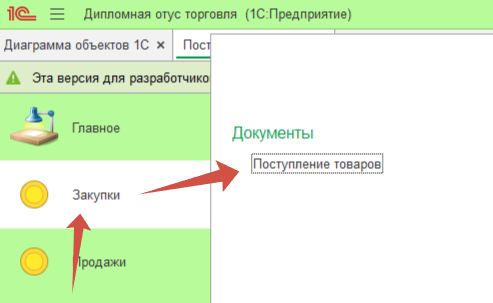 1С Дипломная отус торговля (1С:Предприятие)
Диаграмма объектов 1С × Пост
Эта версия для разработчико
Главное
Документы
Поступление товаров
Закупки
Продажи